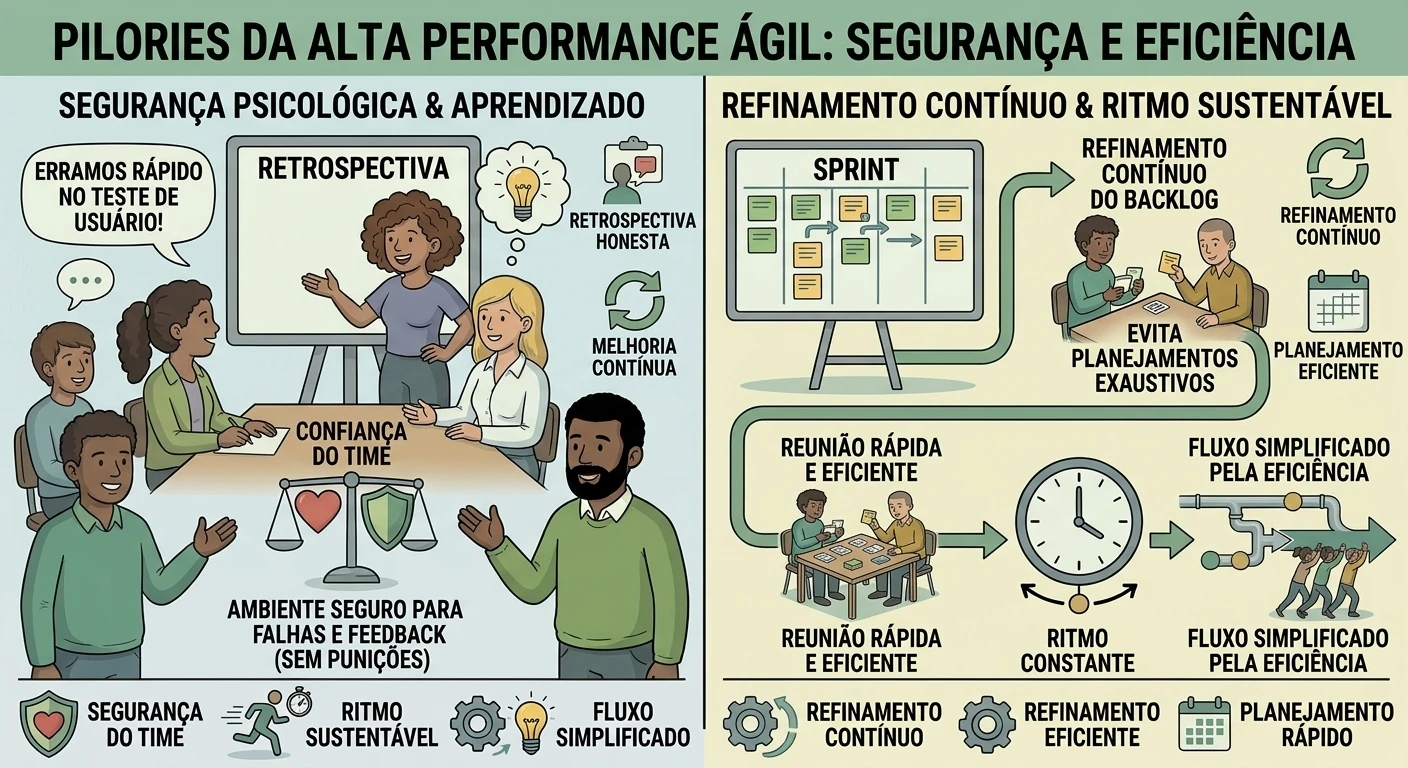 PILORIES DA ALTA PERFORMANCE ÁGIL: SEGURANÇA E EFICIÊNCIA
SEGURANÇA PSICOLÓGICA & APRENDIZADO
ERRAMOS RÁPIDO
NO TESTE DE
USUÁRIO!
RETROSPECTIVA
RETROSPECTIVA
HONESTA
MELHORIA
CONTÍNUA
CONFIANÇA
DO TIME
AMBIENTE SEGURO PARA
FALHAS E FEEDBACK
(SEM PUNIÇÕES)
SEGURANÇA
DO TIME
RITMO
SUSTENTÁVEL
FLUXO
SIMPLIFICADO
REFINAMENTO CONTÍNUO & RITMO SUSTENTÁVEL
SPRINT
REFINAMENTO
CONTÍNUO
DO BACKLOG
REFINAMENTO
CONTÍNUO
EVITA
PLANEJAMENTOS
EXAUSTIVOS
PLANEJAMENTO
EFICIENTE
REUNIÃO RÁPIDA
E EFICIENTE
FLUXO SIMPLIFICADO
PELA EFICIÊNCIA
REUNIÃO RÁPIDA
E EFICIENTE
RITMO
CONSTANTE
FLUXO SIMPLIFICADO
PELA EFICIÊNCIA
REFINAMENTO
CONTÍNUO
REFINAMENTO
EFICIENTE
PLANEJAMENTO
RÁPIDO